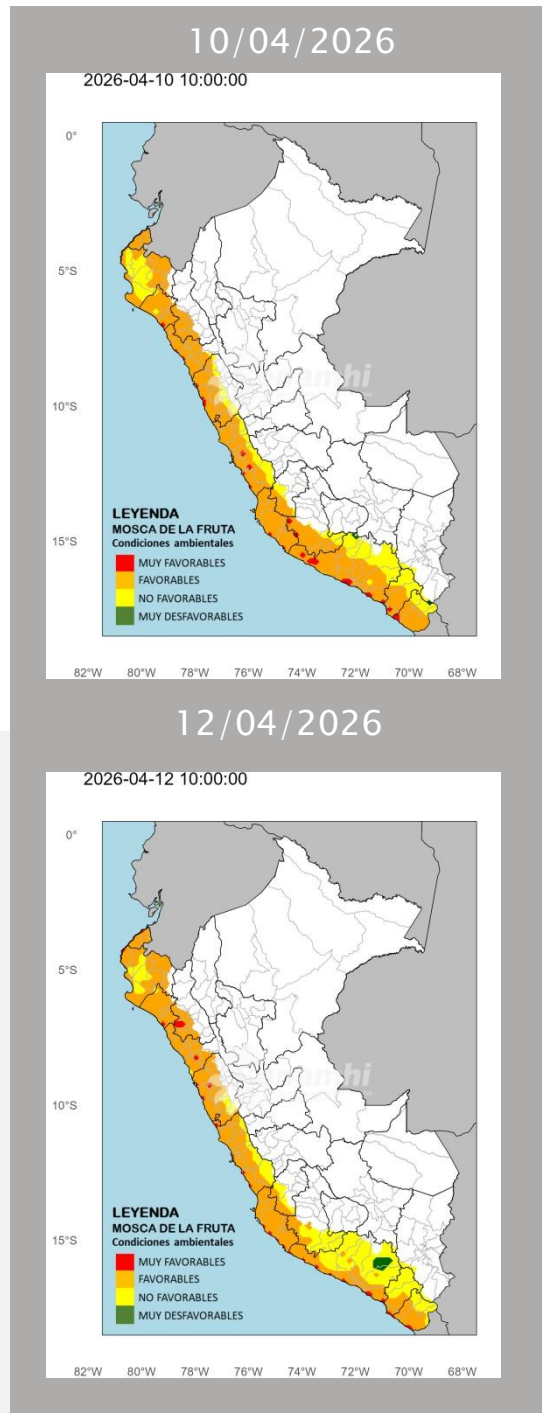 10/04/2026
2026-04-10 10:00:00
0°
5°S
10°S
15°S
LEYENDA
MOSCA DE LA FRUTA
Condiciones ambientales
MUY FAVORABLES
FAVORABLES
NO FAVORABLES
MUY DESFAVORABLES
82°W 80°W 78°W 76°W 74°W 72°W 70°W 68°W
12/04/2026
2026-04-12 10:00:00
0°
5°S
10°S
15°S
LEYENDA
MOSCA DE LA FRUTA
Condiciones ambientales
MUY FAVORABLES
FAVORABLES
NO FAVORABLES
MUY DESFAVORABLES
82°W 80°W 78°W 76°W 74°W 72°W 70°W 68°W